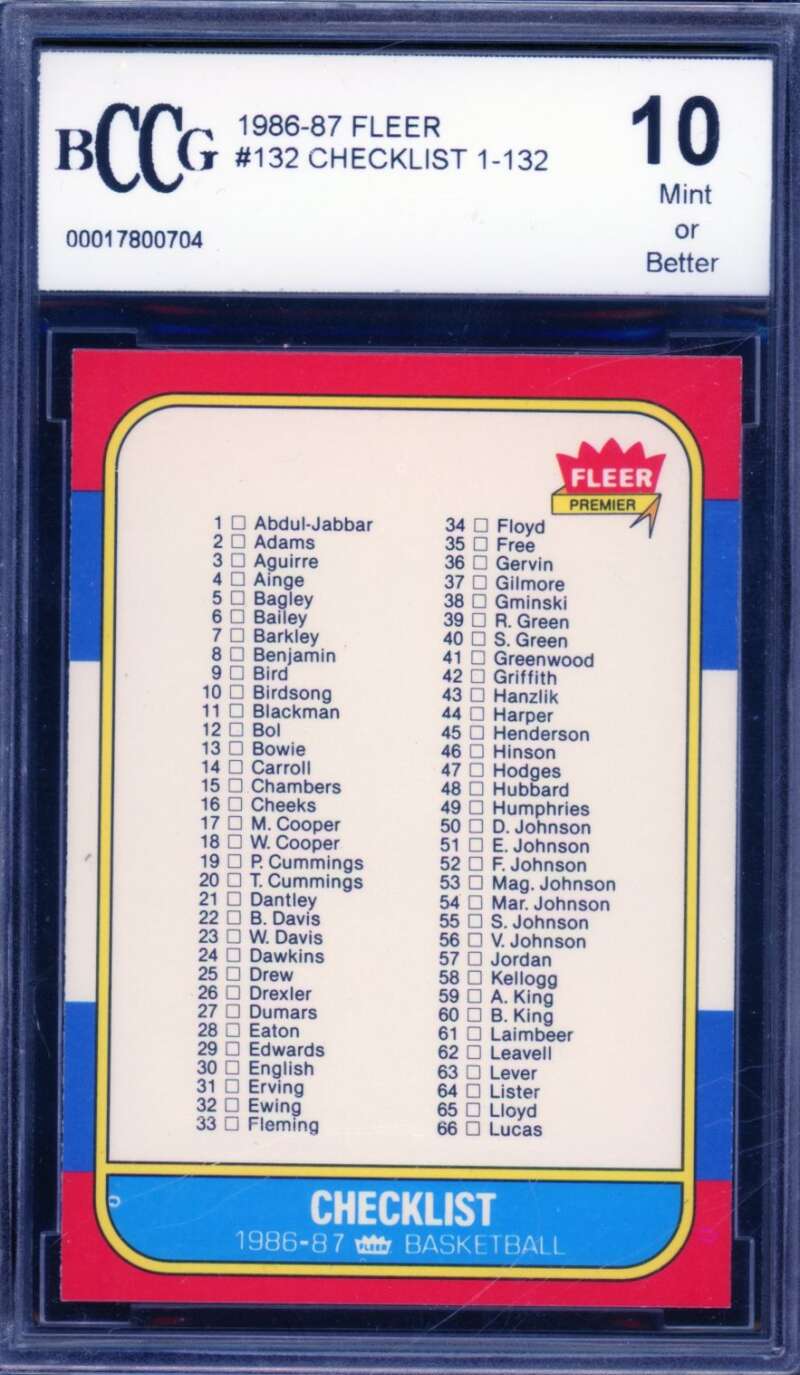 BCCG
1986-87 FLEER
#132 CHECKLIST 1-132
00017800704
10
Mint
or
Better
FLEER
PREMIER
1 Abdul-Jabbar
2 Adams
3 Aguirre
4 Ainge
5 Bagley
6 Bailey
7 Barkley
8 Benjamin
9 Bird
10 Birdsong
11 Blackman
12 Bol
13 Bowie
14 Carroll
15 Chambers
16 Cheeks
17 M. Cooper
18 W. Cooper
19 P. Cummings
20 T. Cummings
21 Dantley
22 B. Davis
23 W. Davis
24 Dawkins
25 Drew
26 Drexler
27 Dumars
28 Eaton
29 Edwards
30 English
31 Erving
32 Ewing
33 Fleming
34 Floyd
35 Free
36 Gervin
37 Gilmore
38 Gminski
39 R. Green
40 S. Green
41 Greenwood
42 Griffith
43 Hanzlik
44 Harper
45 Henderson
46 Hinson
47 Hodges
48 Hubbard
49 Humphries
50 D. Johnson
51 E. Johnson
52 F. Johnson
53 Mag. Johnson
54 Mar. Johnson
55 S. Johnson
56 V. Johnson
57 Jordan
58 Kellogg
59 A. King
60 B. King
61 Laimbeer
62 Leavell
63 Lever
64 Lister
65 Lloyd
66 Lucas
CHECKLIST
1986-87 FLEER BASKETBALL